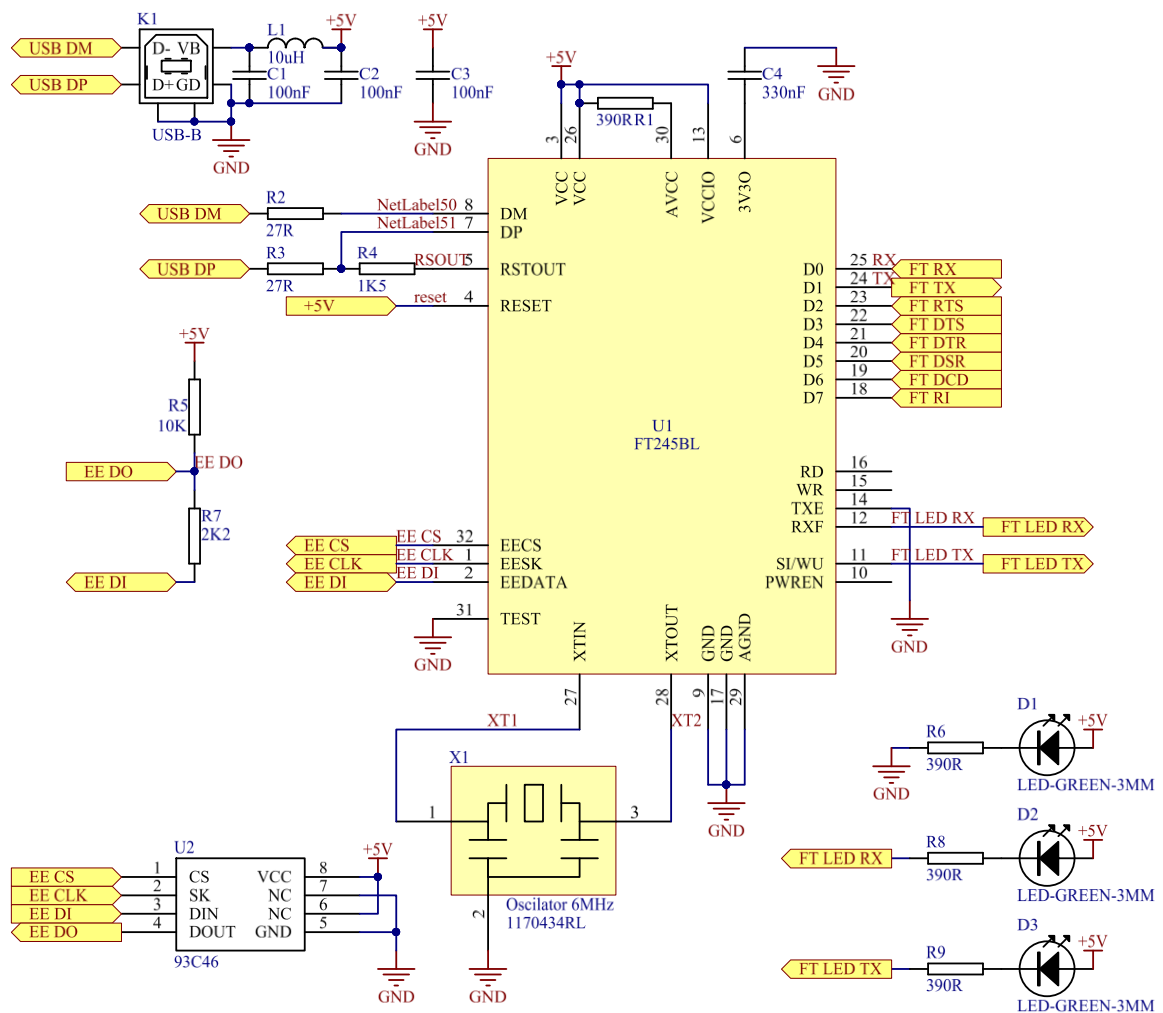 K1
USB DM
D- VB
USB DP
D+ GD
USB-B
GND
L1
10uH
+5V
C1
100nF
C2
100nF
+5V
C3
100nF
GND
+5V
390R R1
C4
330nF
GND
3
26
30
13
6
VCC
VCC
AVCC
VCCIO
3V3O
USB DM
R2
27R
NetLabel50 8
DM
NetLabel51 7
DP
USB DP
R3
27R
R4
1K5
RSOUT 5
RSTOUT
+5V
reset 4
RESET
D0 25 RX FT RX
D1 24 TX FT TX
D2 23 FT RTS
D3 22 FT DTS
D4 21 FT DTR
D5 20 FT DSR
D6 19 FT DCD
D7 18 FT RI
U1
FT245BL
+5V
R5
10K
EE DO
EE DO
R7
2K2
EE DI
RD 16
WR 15
TXE 14
RXF 12 FT LED RX FT LED RX
SI/WU 11 FT LED TX FT LED TX
PWREN 10
GND
EE CS EE CS 32 EECS
EE CLK EE CLK 1 EESK
EE DI EE DI 2 EEDATA
31 TEST
GND
XTIN
XTOUT
GND
GND
AGND
27
28
9
17
29
XT1
XT2
GND
X1
1
3
2
Oscilator 6MHz
1170434RL
GND
U2
EE CS 1 CS VCC 8
EE CLK 2 SK NC 7
EE DI 3 DIN NC 6
EE DO 4 DOUT GND 5
93C46
+5V
GND
D1
R6
390R
+5V
GND
LED-GREEN-3MM
D2
FT LED RX
R8
390R
+5V
LED-GREEN-3MM
D3
FT LED TX
R9
390R
+5V
LED-GREEN-3MM